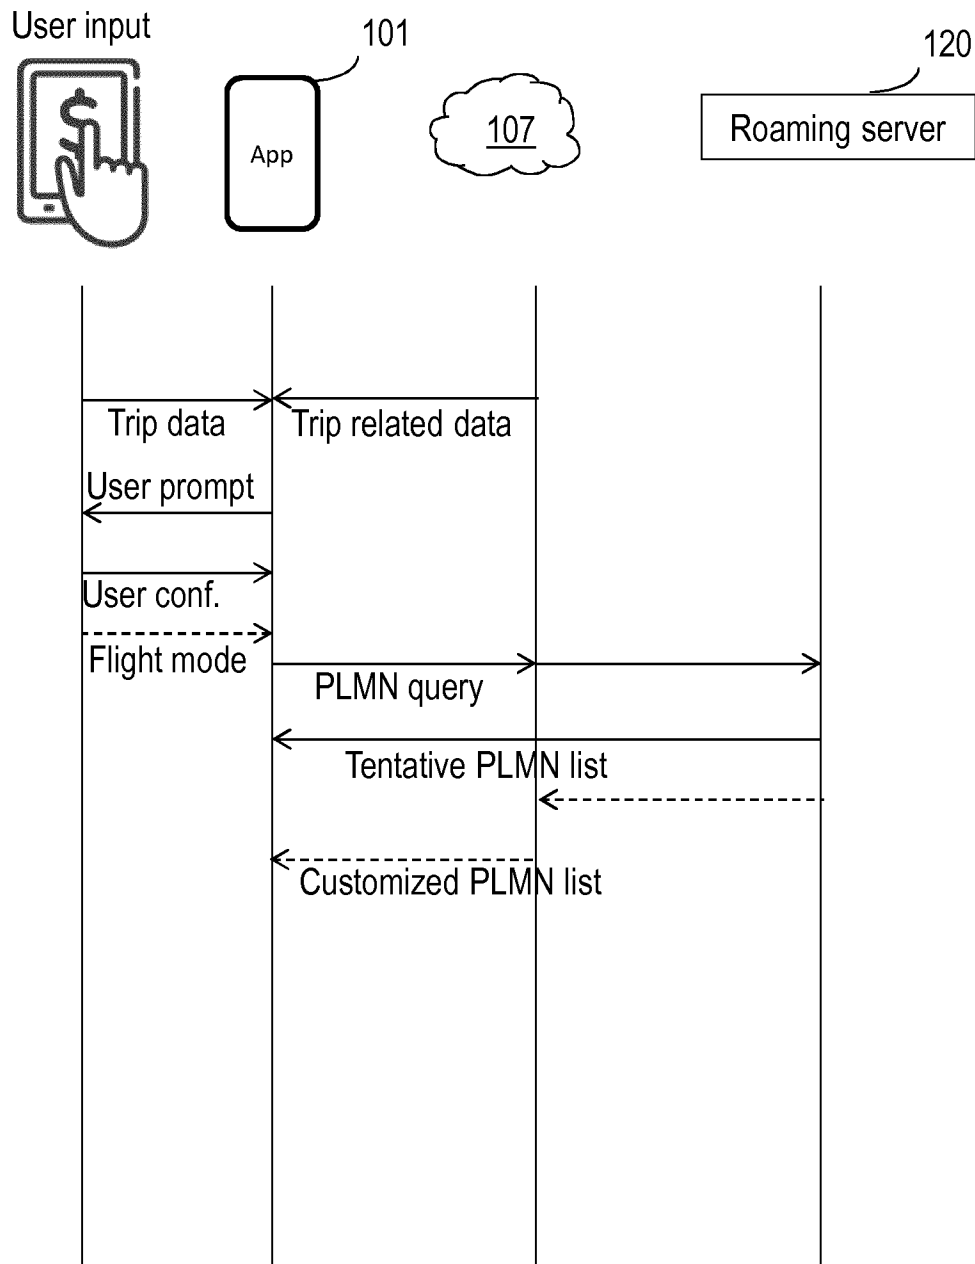 User input
101
120
App
107
Roaming server
Trip data
Trip related data
User prompt
User conf.
Flight mode
PLMN query
Tentative PLMN list
Customized PLMN list